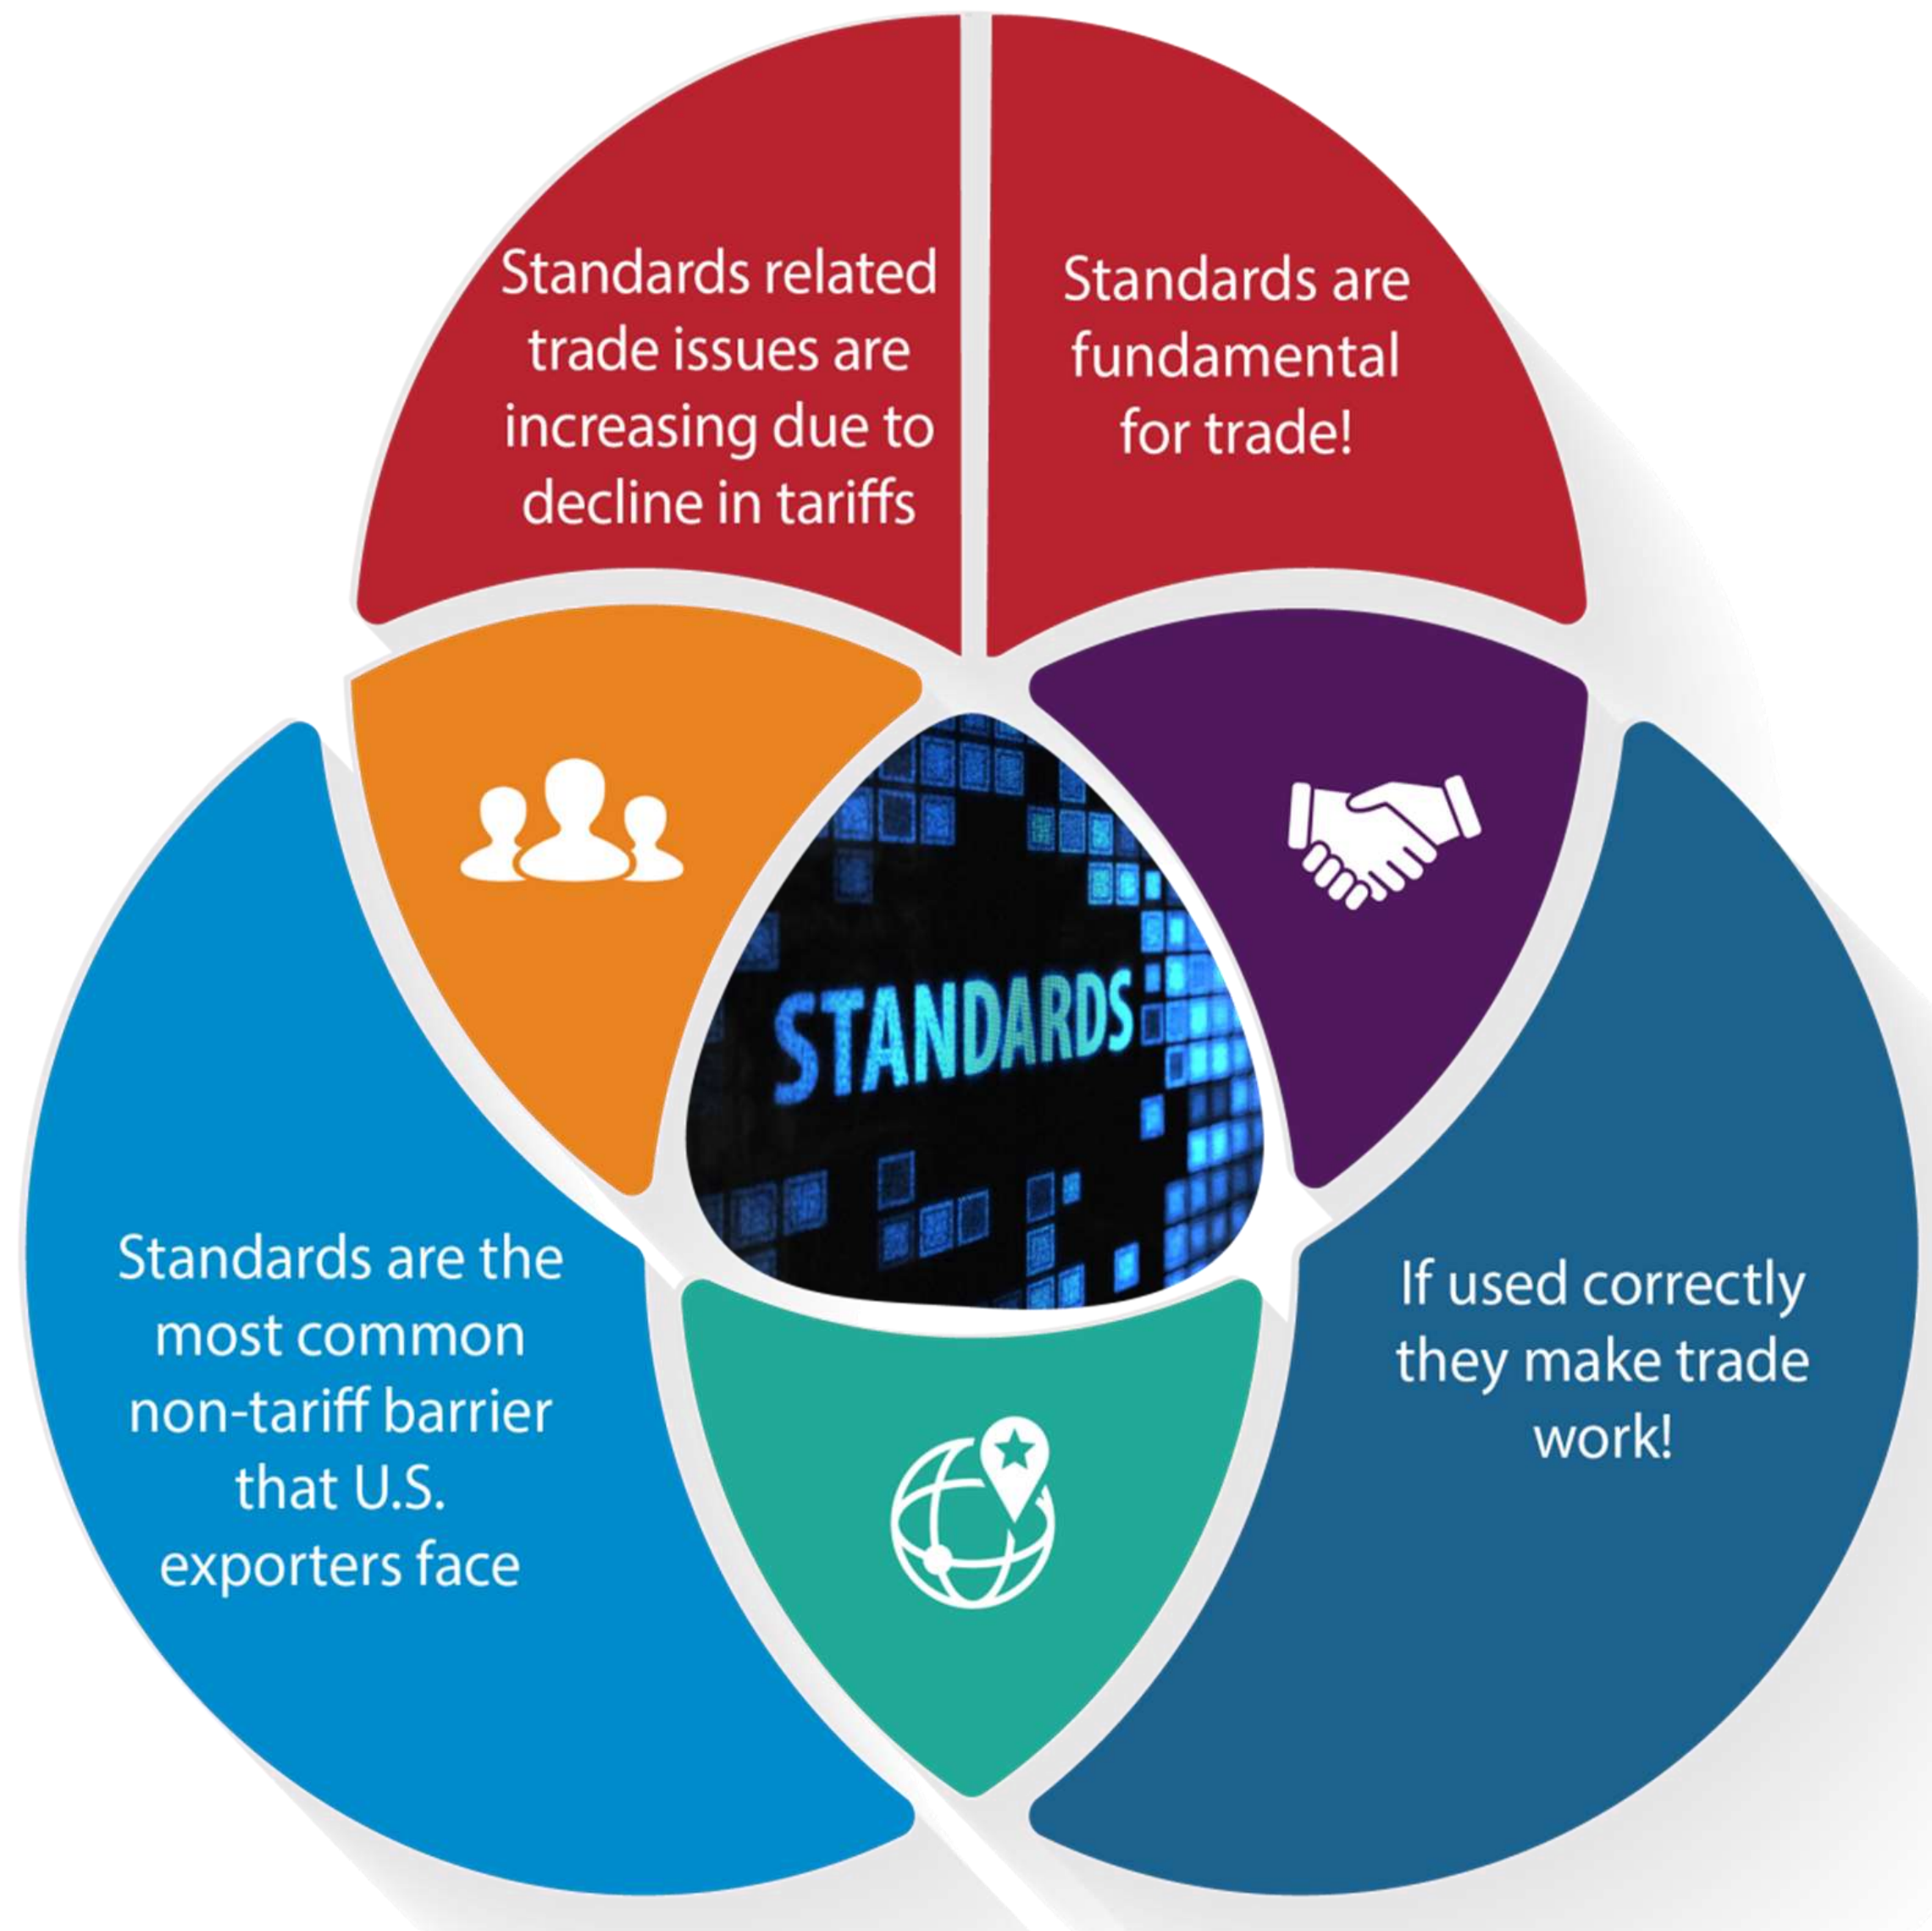 Standards related
trade issues are
increasing due to
decline in tariffs
Standards are
fundamental
for trade!
STANDARDS
Standards are the
most common
non-tariff barrier
that U.S.
exporters face
If used correctly
they make trade
work!